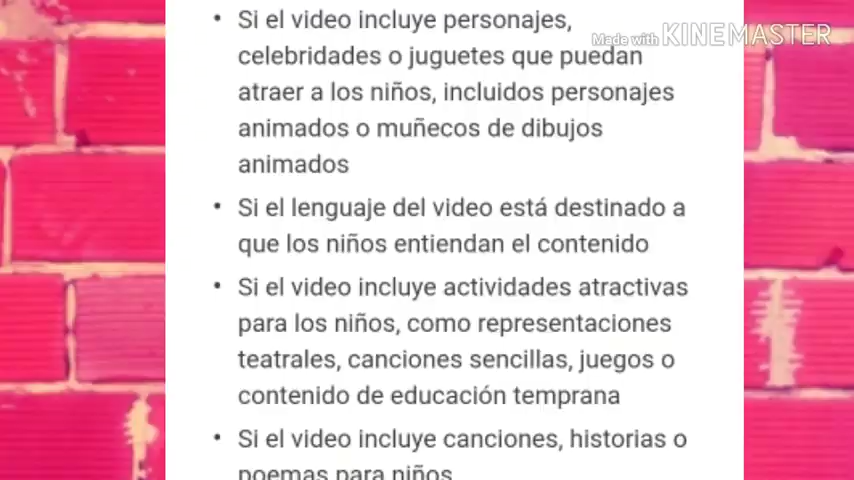 Made with KINEMASTER
• Si el video incluye personajes,
celebridades o juguetes que puedan
atraer a los niños, incluidos personajes
animados o muñecos de dibujos
animados
• Si el lenguaje del video está destinado a
que los niños entiendan el contenido
• Si el video incluye actividades atractivas
para los niños, como representaciones
teatrales, canciones sencillas, juegos o
contenido de educación temprana
• Si el video incluye canciones, historias o
poemas para niños